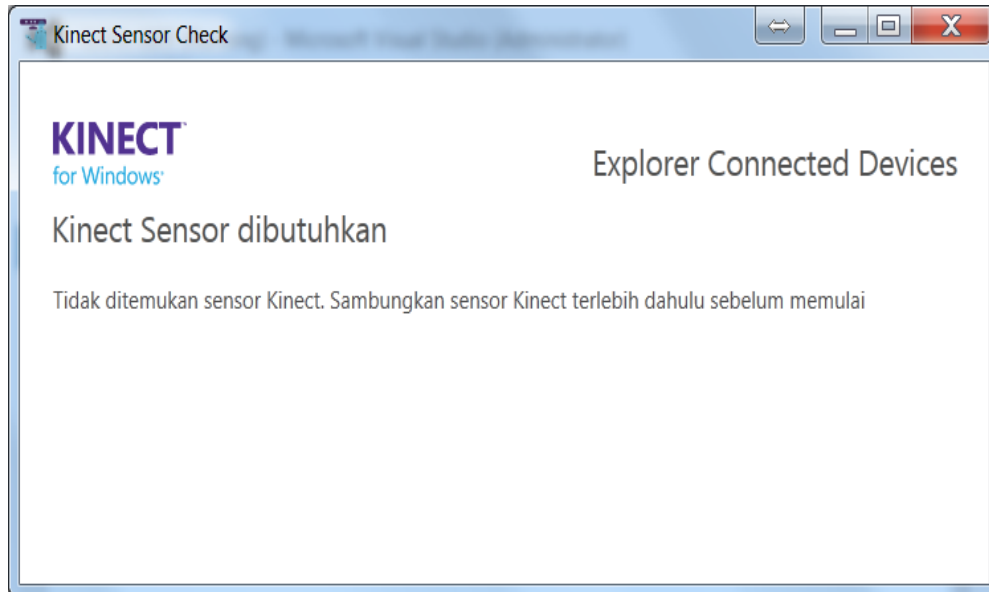 Kinect Sensor Check
KINECT™
for Windows®
Explorer Connected Devices
Kinect Sensor dibutuhkan
Tidak ditemukan sensor Kinect. Sambungkan sensor Kinect terlebih dahulu sebelum memulai